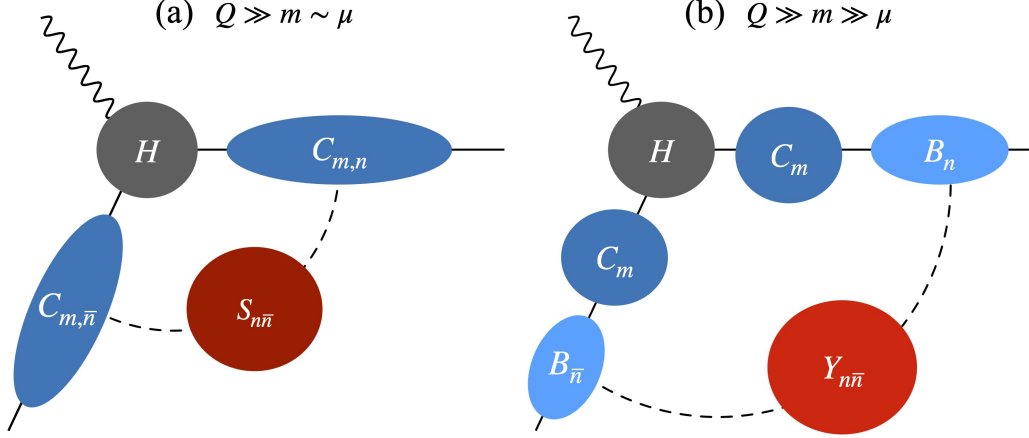 (a) Q ≫ m ∼ μ
(b) Q ≫ m ≫ μ
H
C_{m,n}
C_{m,n̅}
S_{nn̅}
H
C_m
B_n
C_m
B_{n̅}
Y_{nn̅}